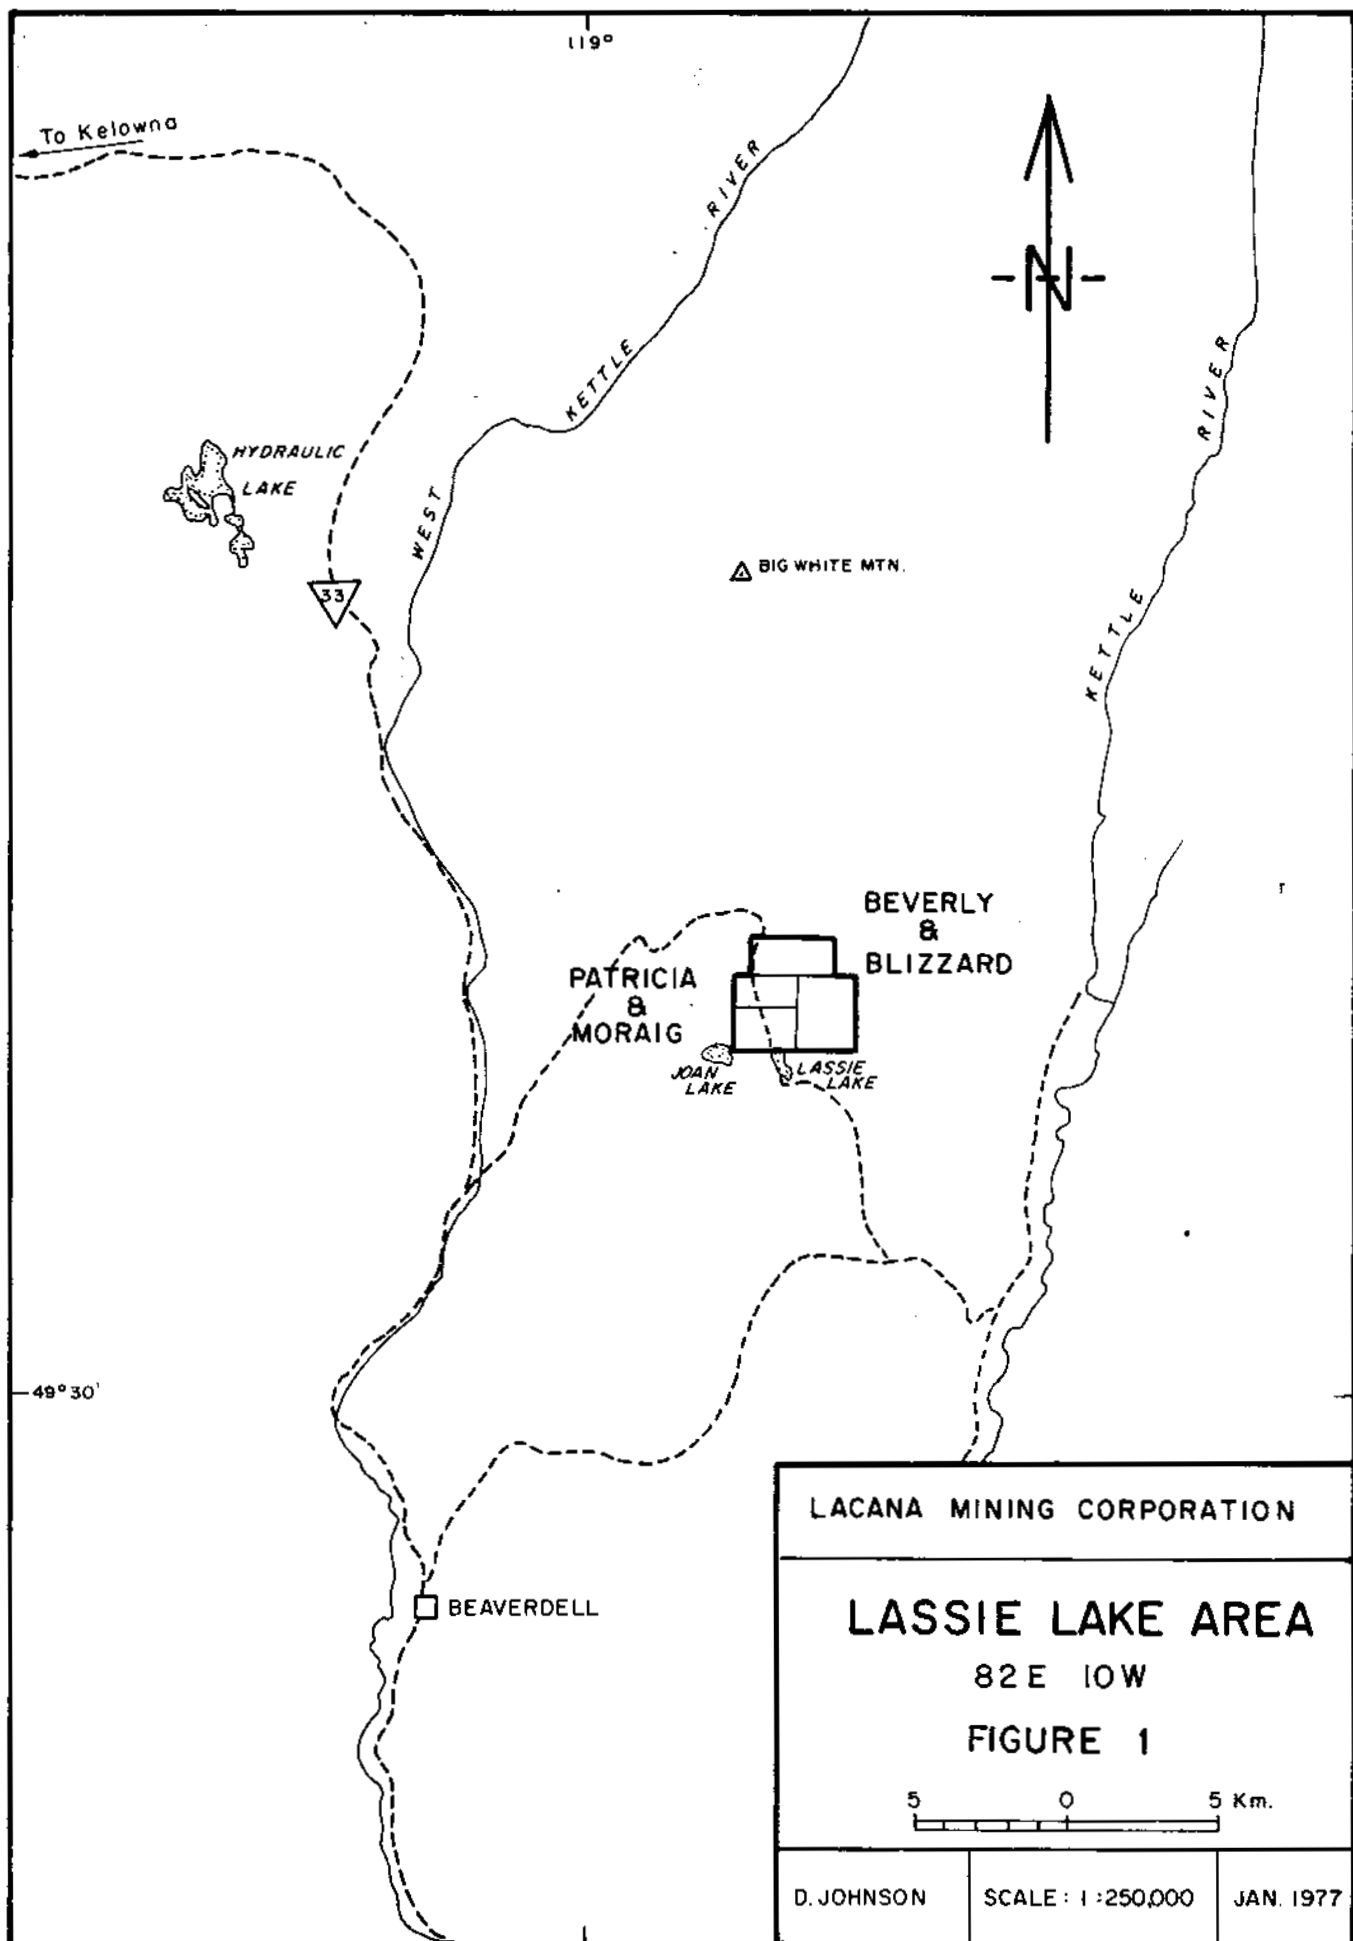 119°
To Kelowna
WEST KETTLE RIVER
N
KETTLE RIVER
HYDRAULIC
LAKE
33
BIG WHITE MTN.
BEVERLY
&
BLIZZARD
PATRICIA
&
MORAIG
JOAN
LAKE
LASSIE
LAKE
49°30'
BEAVERDELL
LACANA MINING CORPORATION
LASSIE LAKE AREA
82E 10W
FIGURE 1
5 0 5 Km.
D. JOHNSON
SCALE: 1:250,000
JAN. 1977